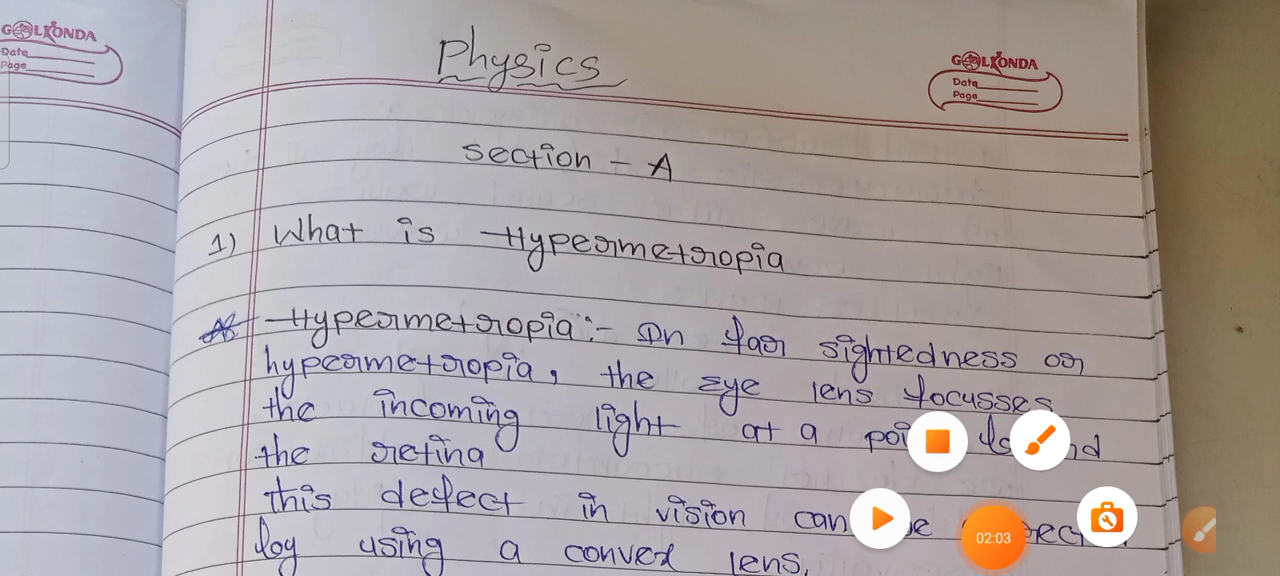 GOLKONDA
Date
Page
GOLKONDA
Date
Page
Physics
section - A
1) What is Hypermetropia
Hypermetropia :- In far sightedness or
hypermetropia, the eye lens focusses
the incoming light at a
the retina
this defect in vision can be
by using a convex lens.
02:03